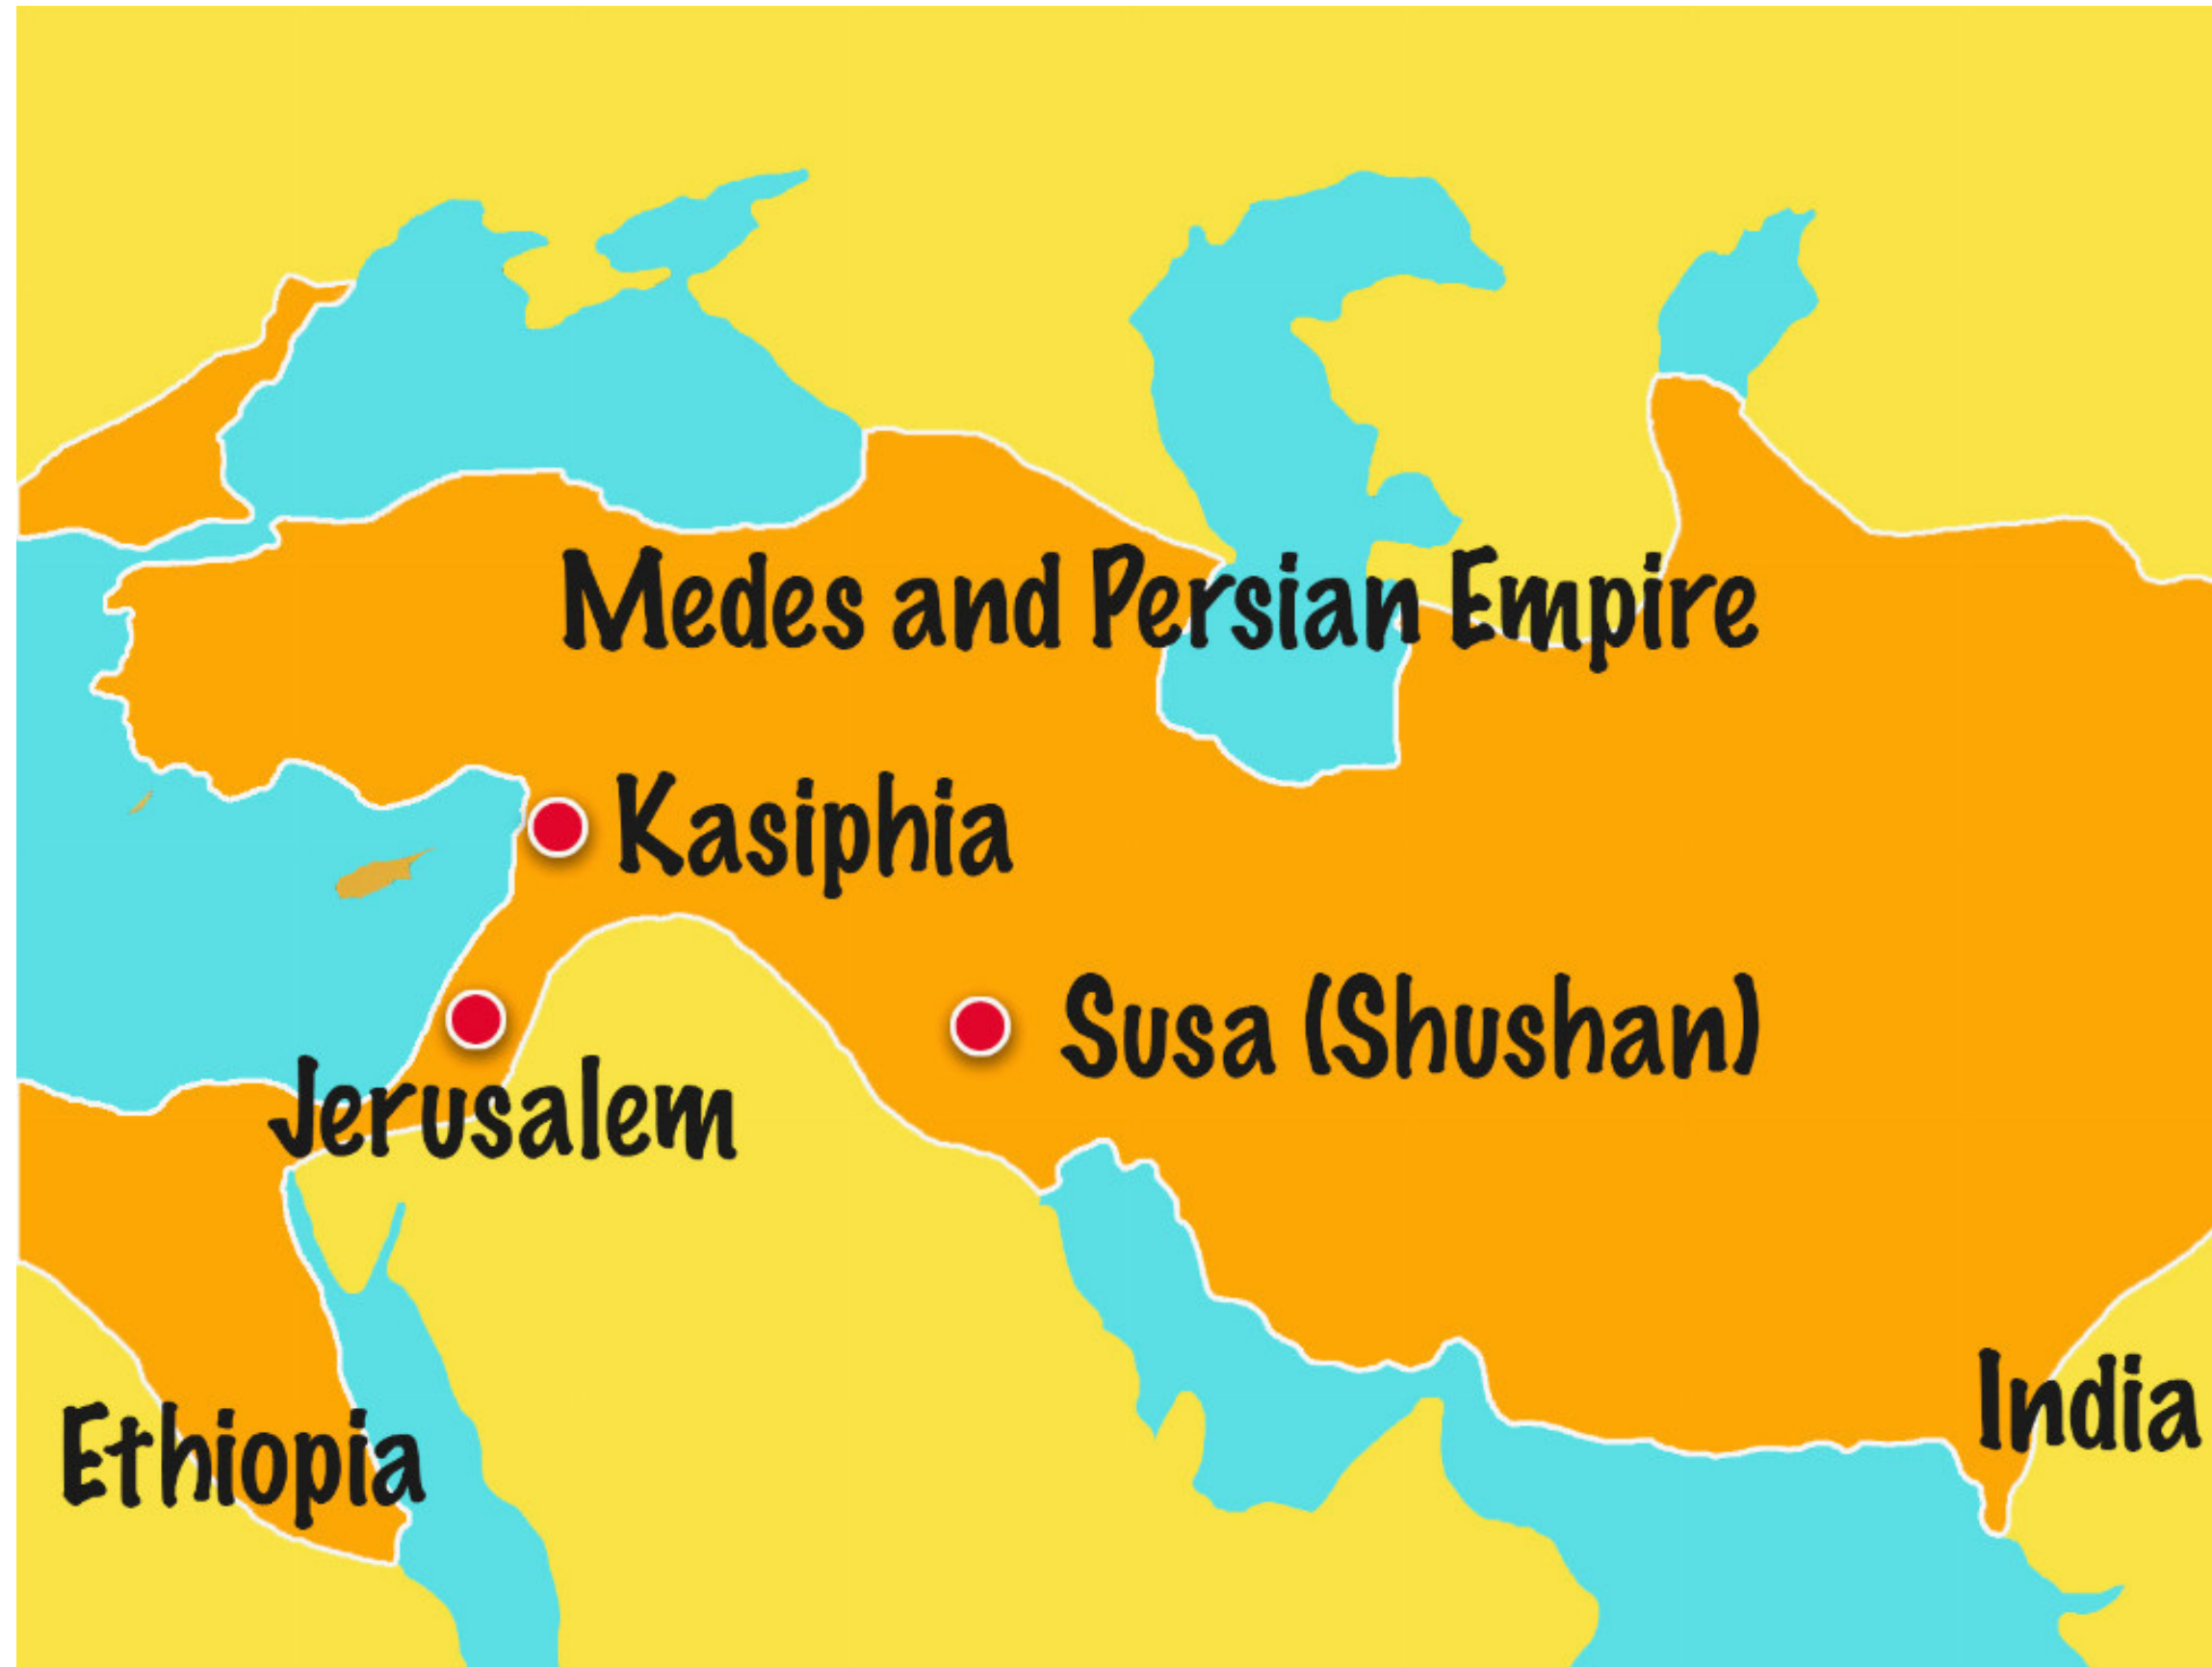 Medes and Persian Empire
Kasiphia
Susa (Shushan)
Jerusalem
India
Ethiopia